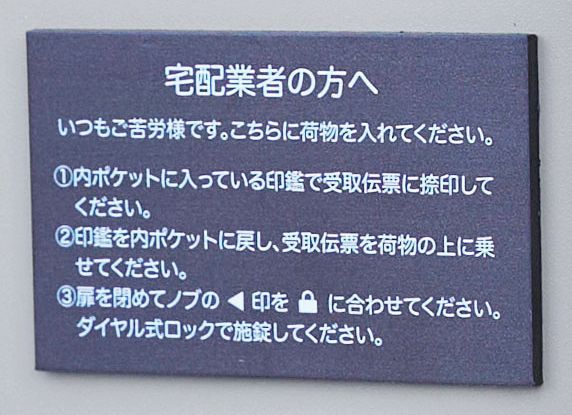 宅配業者の方へ
いつもご苦労様です。こちらに荷物を入れてください。
①内ポケットに入っている印鑑で受取伝票に捺印して
ください。
②印鑑を内ポケットに戻し、受取伝票を荷物の上に乗
せてください。
③扉を閉めてノブの ◀ 印を 🔒 に合わせてください。
ダイヤル式ロックで施錠してください。